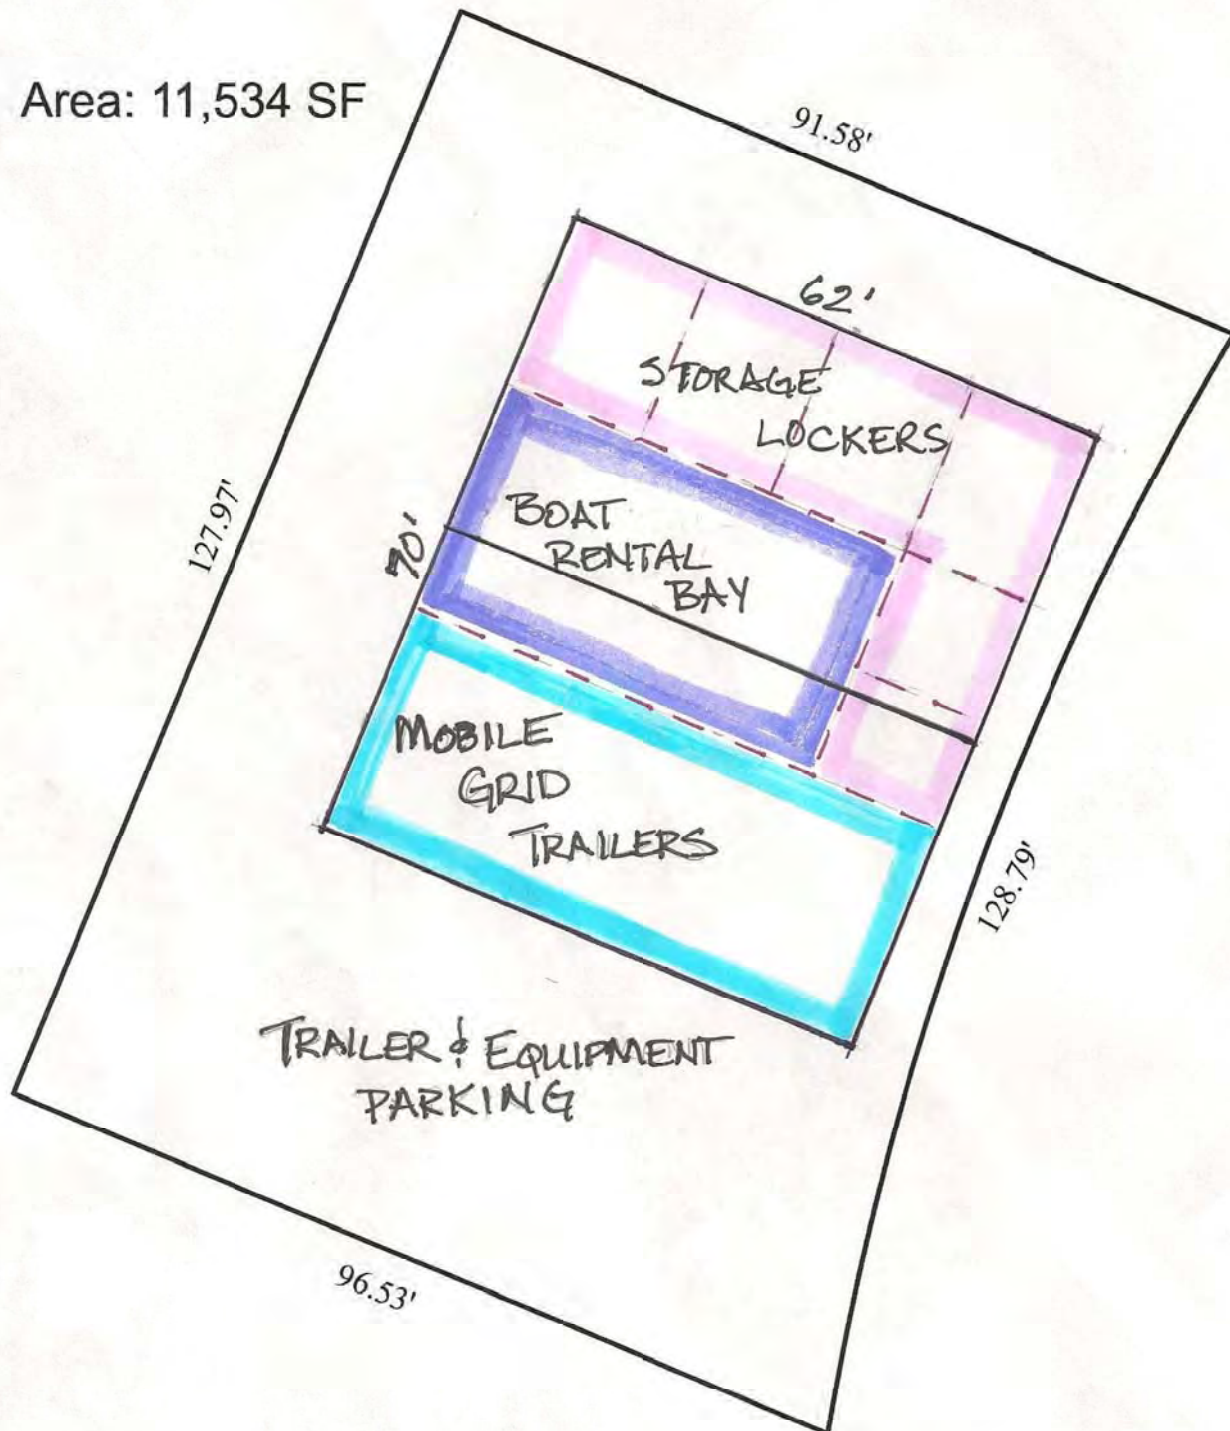 Area: 11,534 SF
91.58'
62'
STORAGE
LOCKERS
127.97'
70'
BOAT
RENTAL
BAY
MOBILE
GRID
TRAILERS
128.79'
TRAILER & EQUIPMENT
PARKING
96.53'